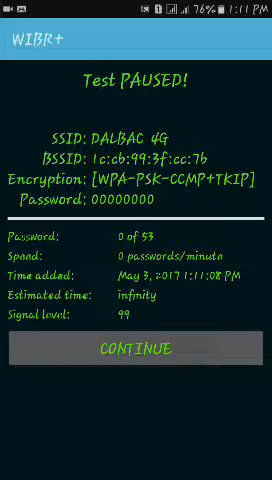 76% 1:11 PM
WIBR+
Test PAUSED!
SSID: DALBAC 4G
BSSID: 1c:cb:99:3f:cc:7b
Encryption: [WPA-PSK-CCMP+TKIP]
Password: 00000000
Password: 0 of 53
Speed: 0 passwords/minute
Time added: May 3, 2017 1:11:08 PM
Estimated time: infinity
Signal level: 99
CONTINUE